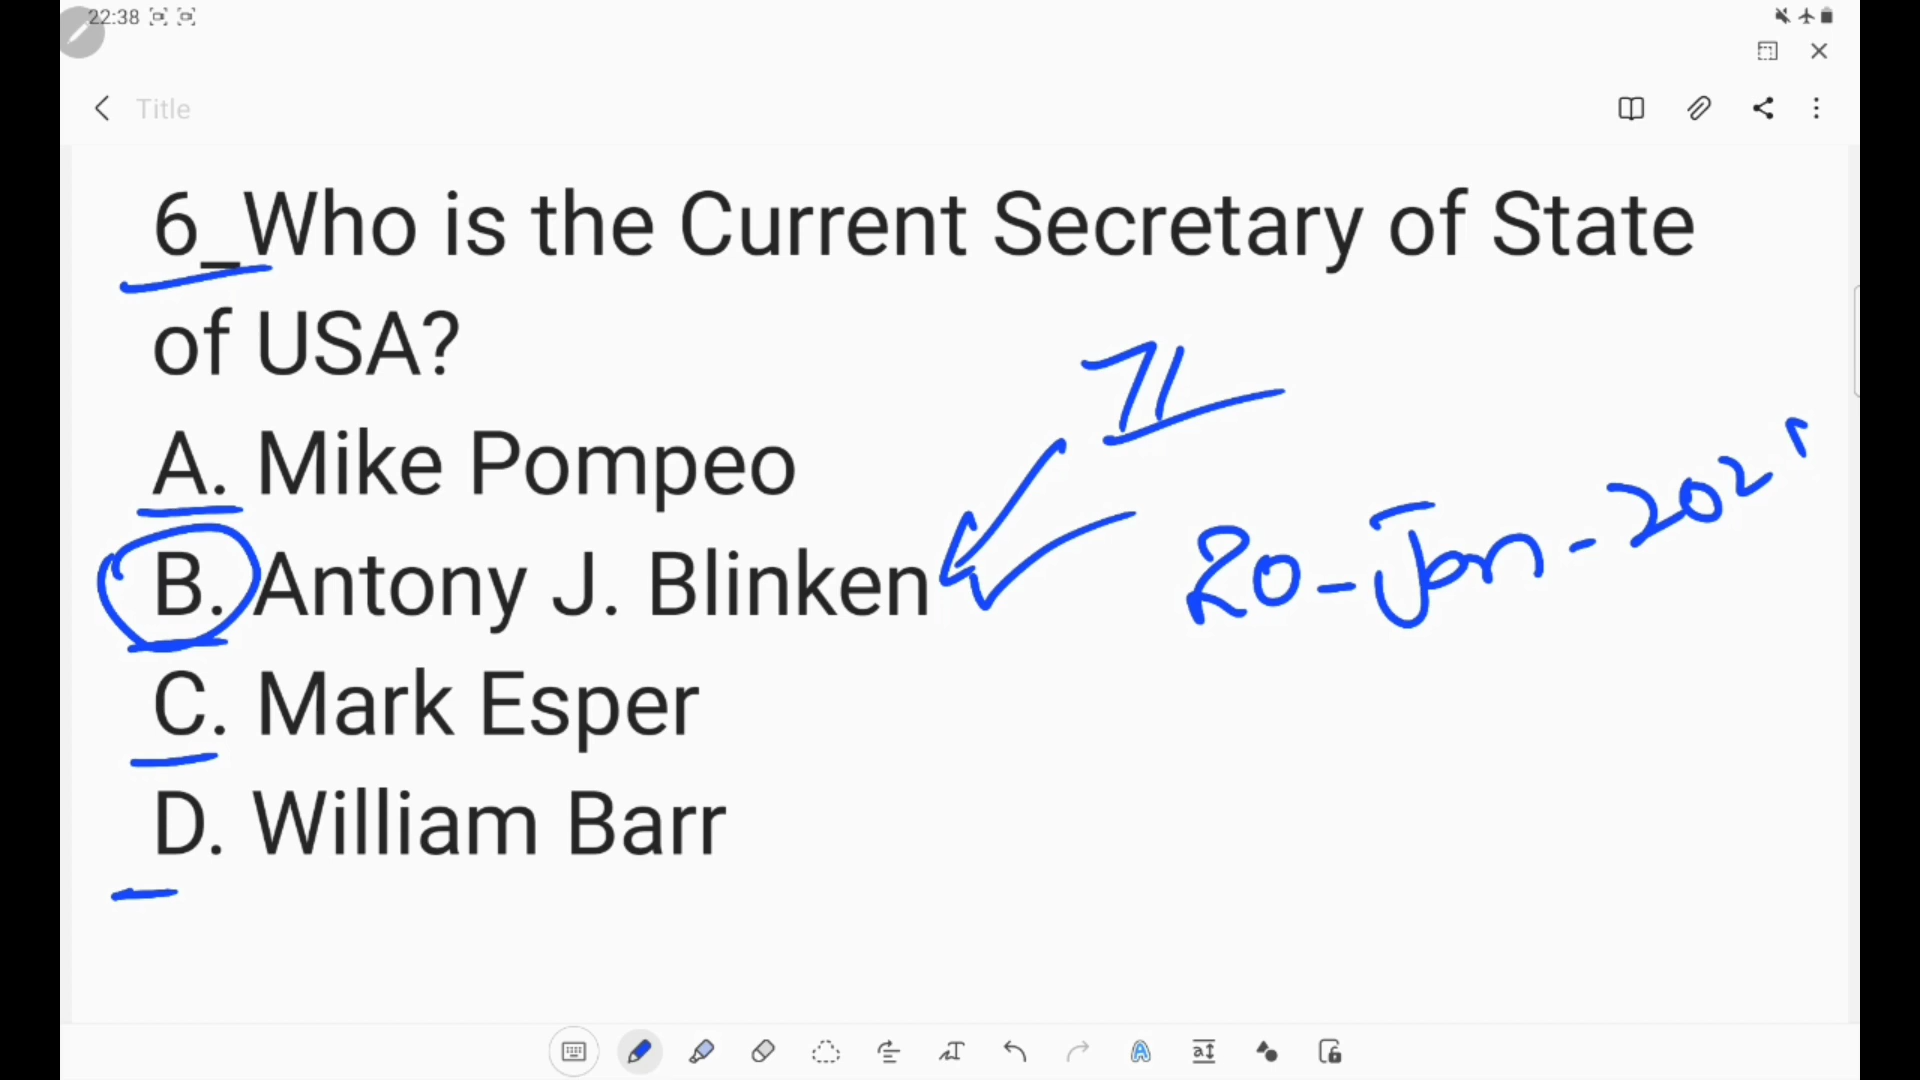 22:38
Title
6_Who is the Current Secretary of State
of USA?
A. Mike Pompeo
B. Antony J. Blinken
C. Mark Esper
D. William Barr
71
20-Jan-2021